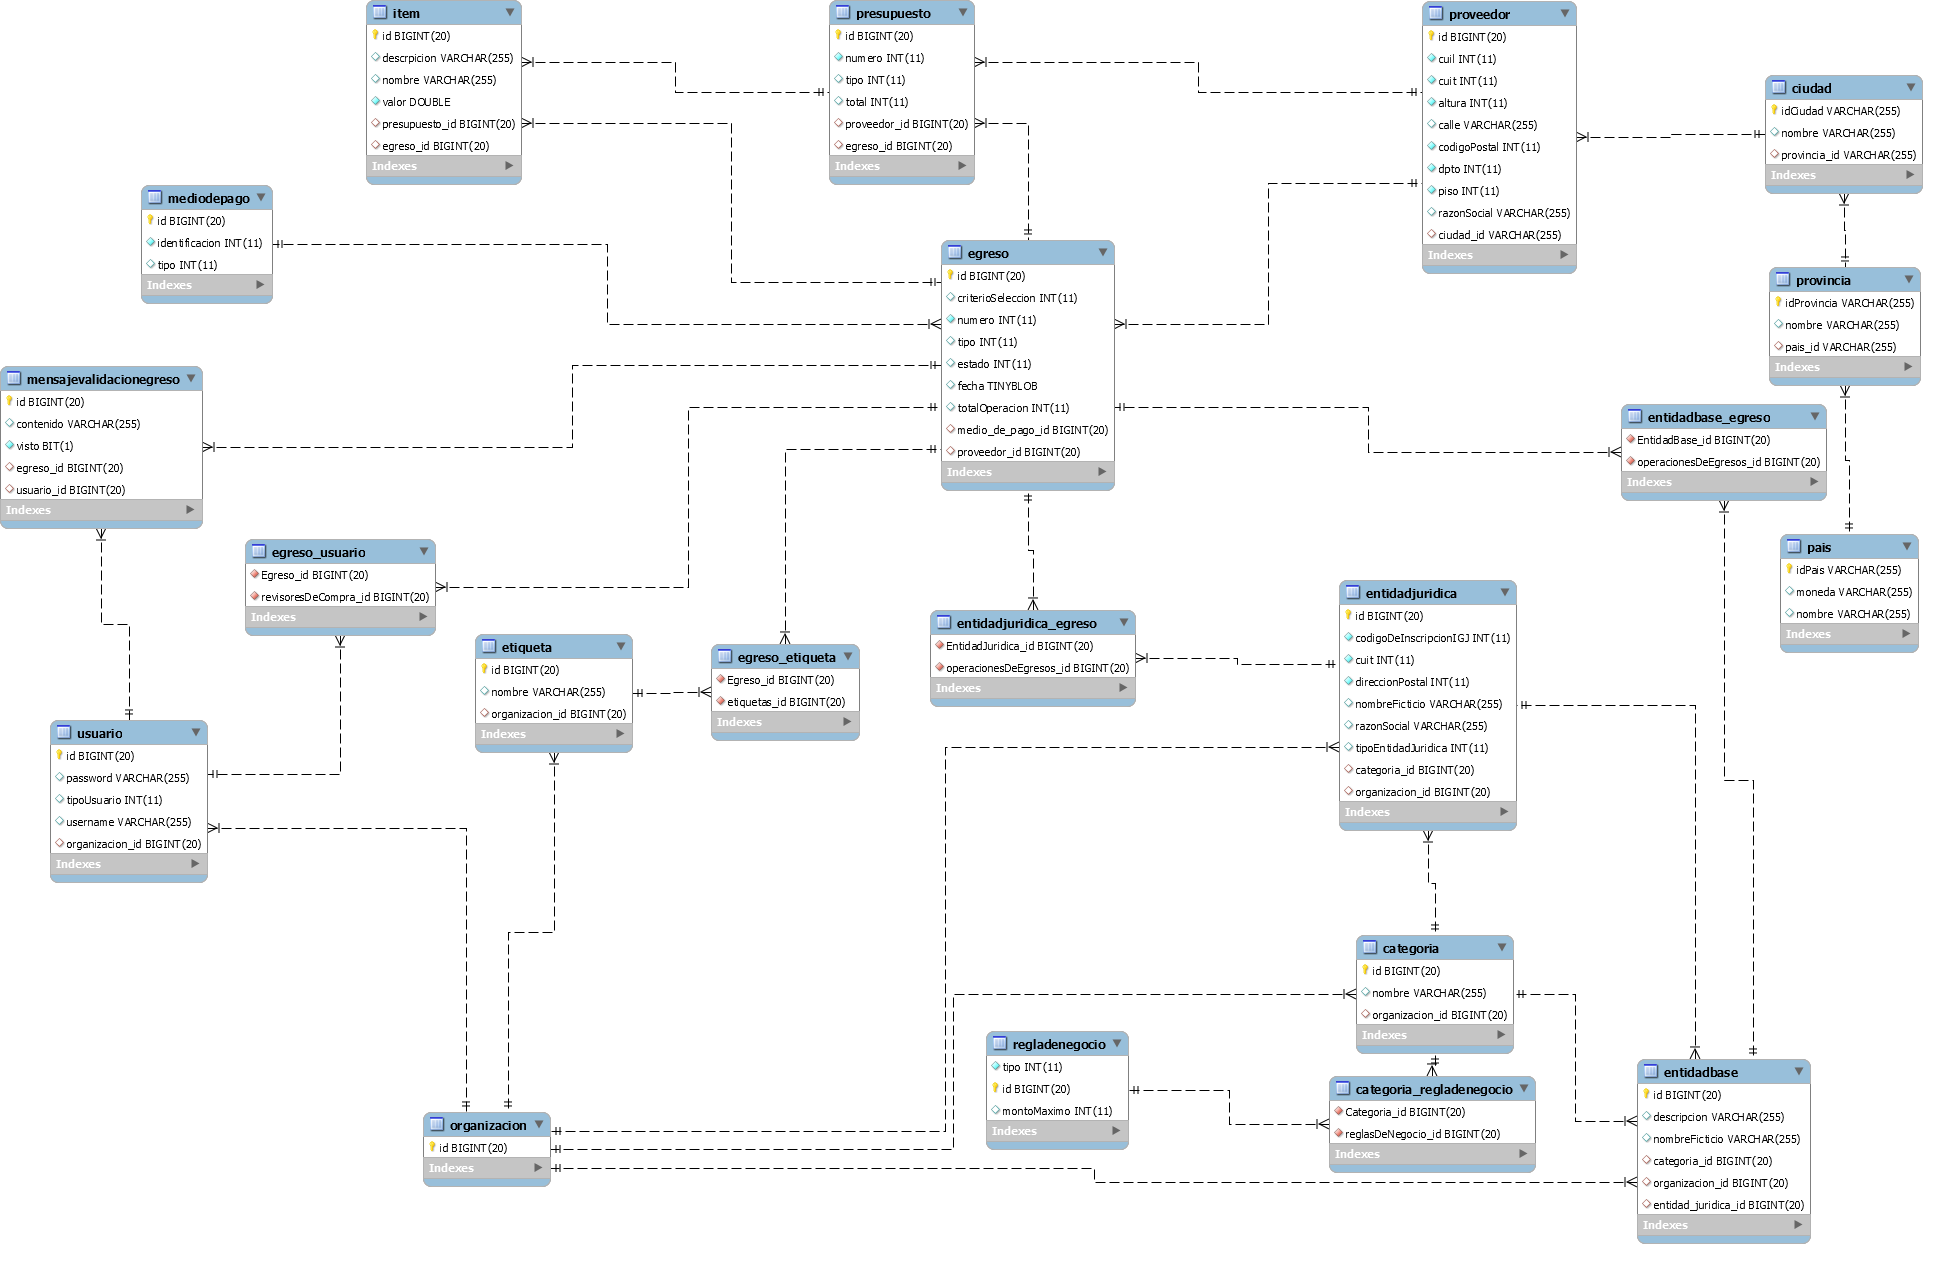 item
id BIGINT(20)
descrpicion VARCHAR(255)
nombre VARCHAR(255)
valor DOUBLE
presupuesto_id BIGINT(20)
egreso_id BIGINT(20)
Indexes
presupuesto
id BIGINT(20)
numero INT(11)
tipo INT(11)
total INT(11)
proveedor_id BIGINT(20)
egreso_id BIGINT(20)
Indexes
proveedor
id BIGINT(20)
cuil INT(11)
cuit INT(11)
altura INT(11)
calle VARCHAR(255)
codigoPostal INT(11)
dpto INT(11)
piso INT(11)
razonSocial VARCHAR(255)
ciudad_id VARCHAR(255)
Indexes
ciudad
idCiudad VARCHAR(255)
nombre VARCHAR(255)
provincia_id VARCHAR(255)
Indexes
mediodepago
id BIGINT(20)
identificacion INT(11)
tipo INT(11)
Indexes
egreso
id BIGINT(20)
criterioSeleccion INT(11)
numero INT(11)
tipo INT(11)
estado INT(11)
fecha TINYBLOB
totalOperacion INT(11)
medio_de_pago_id BIGINT(20)
proveedor_id BIGINT(20)
Indexes
provincia
idProvincia VARCHAR(255)
nombre VARCHAR(255)
pais_id VARCHAR(255)
Indexes
mensajevalidacionegreso
id BIGINT(20)
contenido VARCHAR(255)
visto BIT(1)
egreso_id BIGINT(20)
usuario_id BIGINT(20)
Indexes
entidadbase_egreso
EntidadBase_id BIGINT(20)
operacionesDeEgresos_id BIGINT(20)
Indexes
pais
idPais VARCHAR(255)
moneda VARCHAR(255)
nombre VARCHAR(255)
Indexes
egreso_usuario
Egreso_id BIGINT(20)
revisoresDeCompra_id BIGINT(20)
Indexes
etiqueta
id BIGINT(20)
nombre VARCHAR(255)
organizacion_id BIGINT(20)
Indexes
egreso_etiqueta
Egreso_id BIGINT(20)
etiquetas_id BIGINT(20)
Indexes
entidadjuridica_egreso
EntidadJuridica_id BIGINT(20)
operacionesDeEgresos_id BIGINT(20)
Indexes
entidadjuridica
id BIGINT(20)
codigoDeInscripcionIGJ INT(11)
cuit INT(11)
direccionPostal INT(11)
nombreFicticio VARCHAR(255)
razonSocial VARCHAR(255)
tipoEntidadJuridica INT(11)
categoria_id BIGINT(20)
organizacion_id BIGINT(20)
Indexes
usuario
id BIGINT(20)
password VARCHAR(255)
tipoUsuario INT(11)
username VARCHAR(255)
organizacion_id BIGINT(20)
Indexes
categoria
id BIGINT(20)
nombre VARCHAR(255)
organizacion_id BIGINT(20)
Indexes
regladenegocio
tipo INT(11)
id BIGINT(20)
montoMaximo INT(11)
Indexes
categoria_regladenegocio
Categoria_id BIGINT(20)
reglasDeNegocio_id BIGINT(20)
Indexes
entidadbase
id BIGINT(20)
descripcion VARCHAR(255)
nombreFicticio VARCHAR(255)
categoria_id BIGINT(20)
organizacion_id BIGINT(20)
entidad_juridica_id BIGINT(20)
Indexes
organizacion
id BIGINT(20)
Indexes